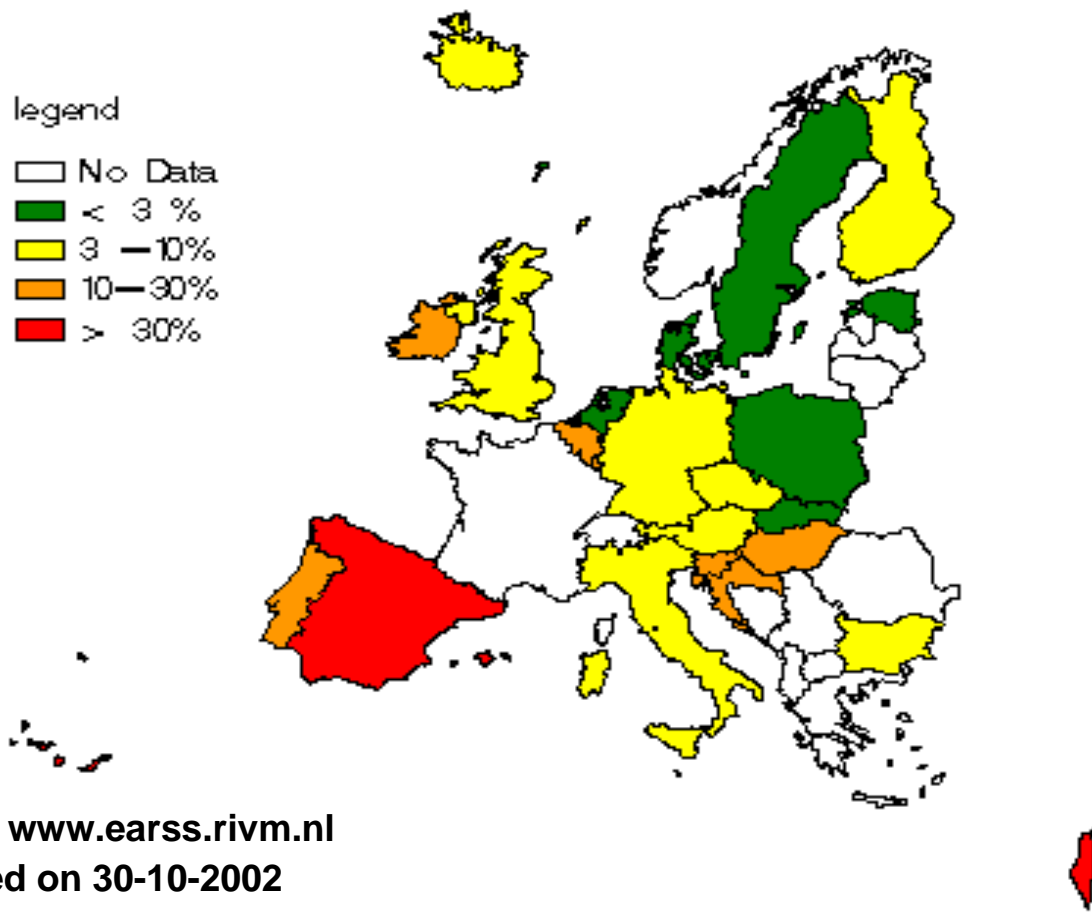 legend
No Data
< 3 %
3 –10%
10–30%
> 30%
www.earss.rivm.nl
ed on 30-10-2002